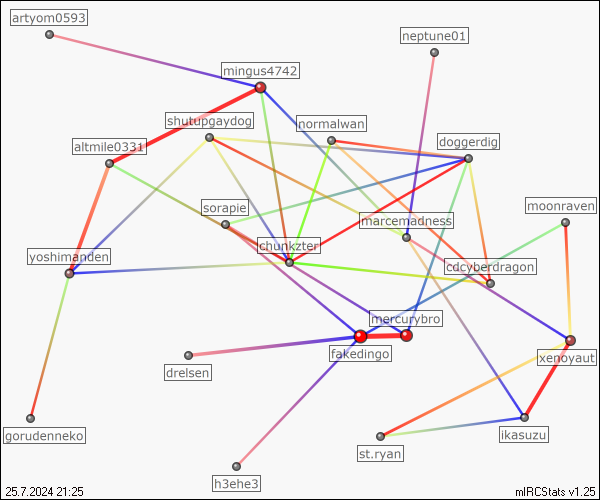 artyom0593
neptune01
mingus4742
shutupgaydog
normalwan
doggerdig
altmile0331
sorapie
moonraven
marcemadness
chunkzter
yoshimanden
cdcyberdragon
mercurybro
fakedingo
xenoyaut
drelsen
gorudenneko
ikasuzu
st.ryan
h3ehe3
25.7.2024 21:25
mIRCStats v1.25